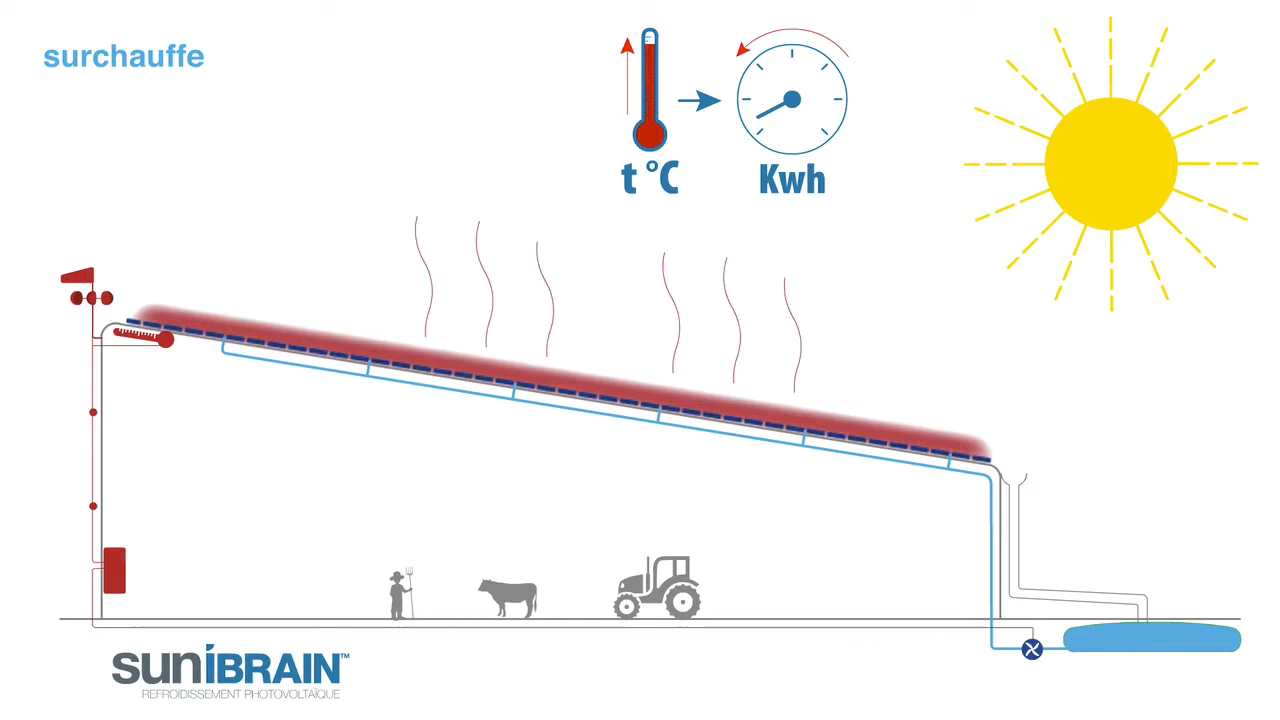 surchauffe
t °C
Kwh
sunIBRAIN™
REFROIDISSEMENT PHOTOVOLTAÏQUE